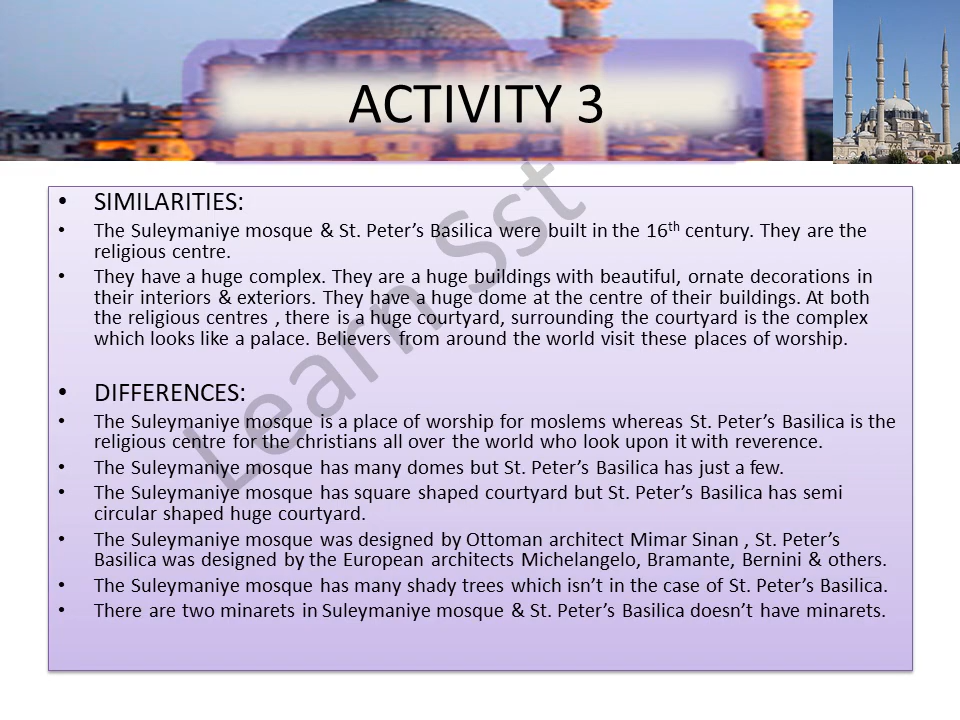 ACTIVITY 3
• SIMILARITIES:
• The Suleymaniye mosque & St. Peter's Basilica were built in the 16th century. They are the
religious centre.
• They have a huge complex. They are a huge buildings with beautiful, ornate decorations in
their interiors & exteriors. They have a huge dome at the centre of their buildings. At both
the religious centres , there is a huge courtyard, surrounding the courtyard is the complex
which looks like a palace. Believers from around the world visit these places of worship.
• DIFFERENCES:
• The Suleymaniye mosque is a place of worship for moslems whereas St. Peter's Basilica is the
religious centre for the christians all over the world who look upon it with reverence.
• The Suleymaniye mosque has many domes but St. Peter's Basilica has just a few.
• The Suleymaniye mosque has square shaped courtyard but St. Peter's Basilica has semi
circular shaped huge courtyard.
• The Suleymaniye mosque was designed by Ottoman architect Mimar Sinan , St. Peter's
Basilica was designed by the European architects Michelangelo, Bramante, Bernini & others.
• The Suleymaniye mosque has many shady trees which isn't in the case of St. Peter's Basilica.
• There are two minarets in Suleymaniye mosque & St. Peter's Basilica doesn't have minarets.
Learn Sst